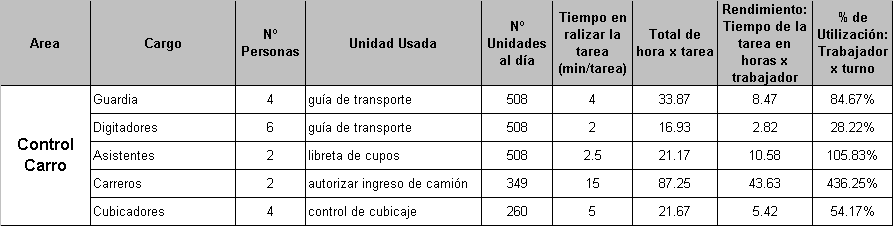 Area Cargo Nº Personas Unidad Usada Nº Unidades al día Tiempo en ralizar la tarea (min/tarea) Total de hora x tarea Rendimiento: Tiempo de la tarea en horas x trabajador % de Utilización: Trabajador x turno
Control Carro
Guardia 4 guía de transporte 508 4 33.87 8.47 84.67%
Digitadores 6 guía de transporte 508 2 16.93 2.82 28.22%
Asistentes 2 libreta de cupos 508 2.5 21.17 10.58 105.83%
Carreros 2 autorizar ingreso de camión 349 15 87.25 43.63 436.25%
Cubicadores 4 control de cubicaje 260 5 21.67 5.42 54.17%